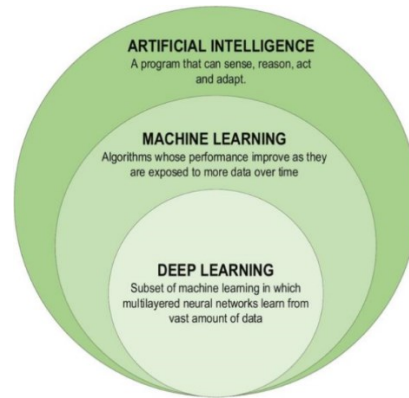 ARTIFICIAL INTELLIGENCE
A program that can sense, reason, act
and adapt.
MACHINE LEARNING
Algorithms whose performance improve as they
are exposed to more data over time
DEEP LEARNING
Subset of machine learning in which
multilayered neural networks learn from
vast amount of data